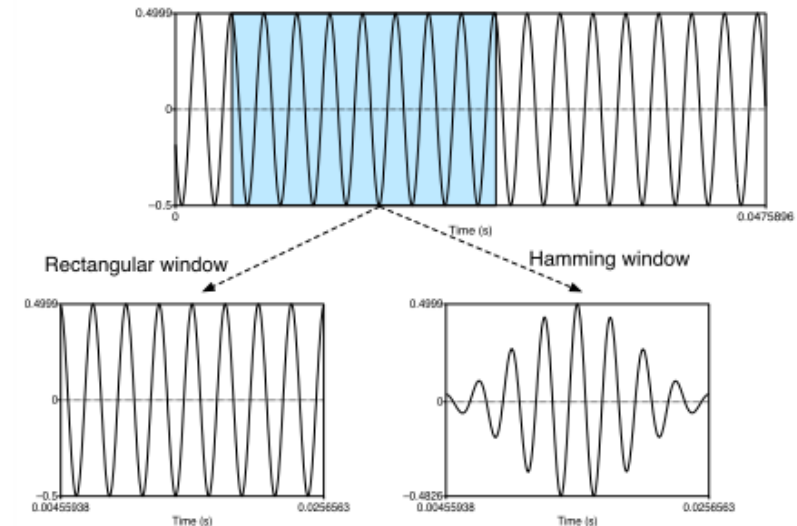 0.4999
0
−0.5
0 0.0475896
Time (s)
Rectangular window Hamming window
0.4999 0.4999
0 0
−0.5 −0.4826
0.00455938 0.0256563 0.00455938 0.0256563
Time (s) Time (s)